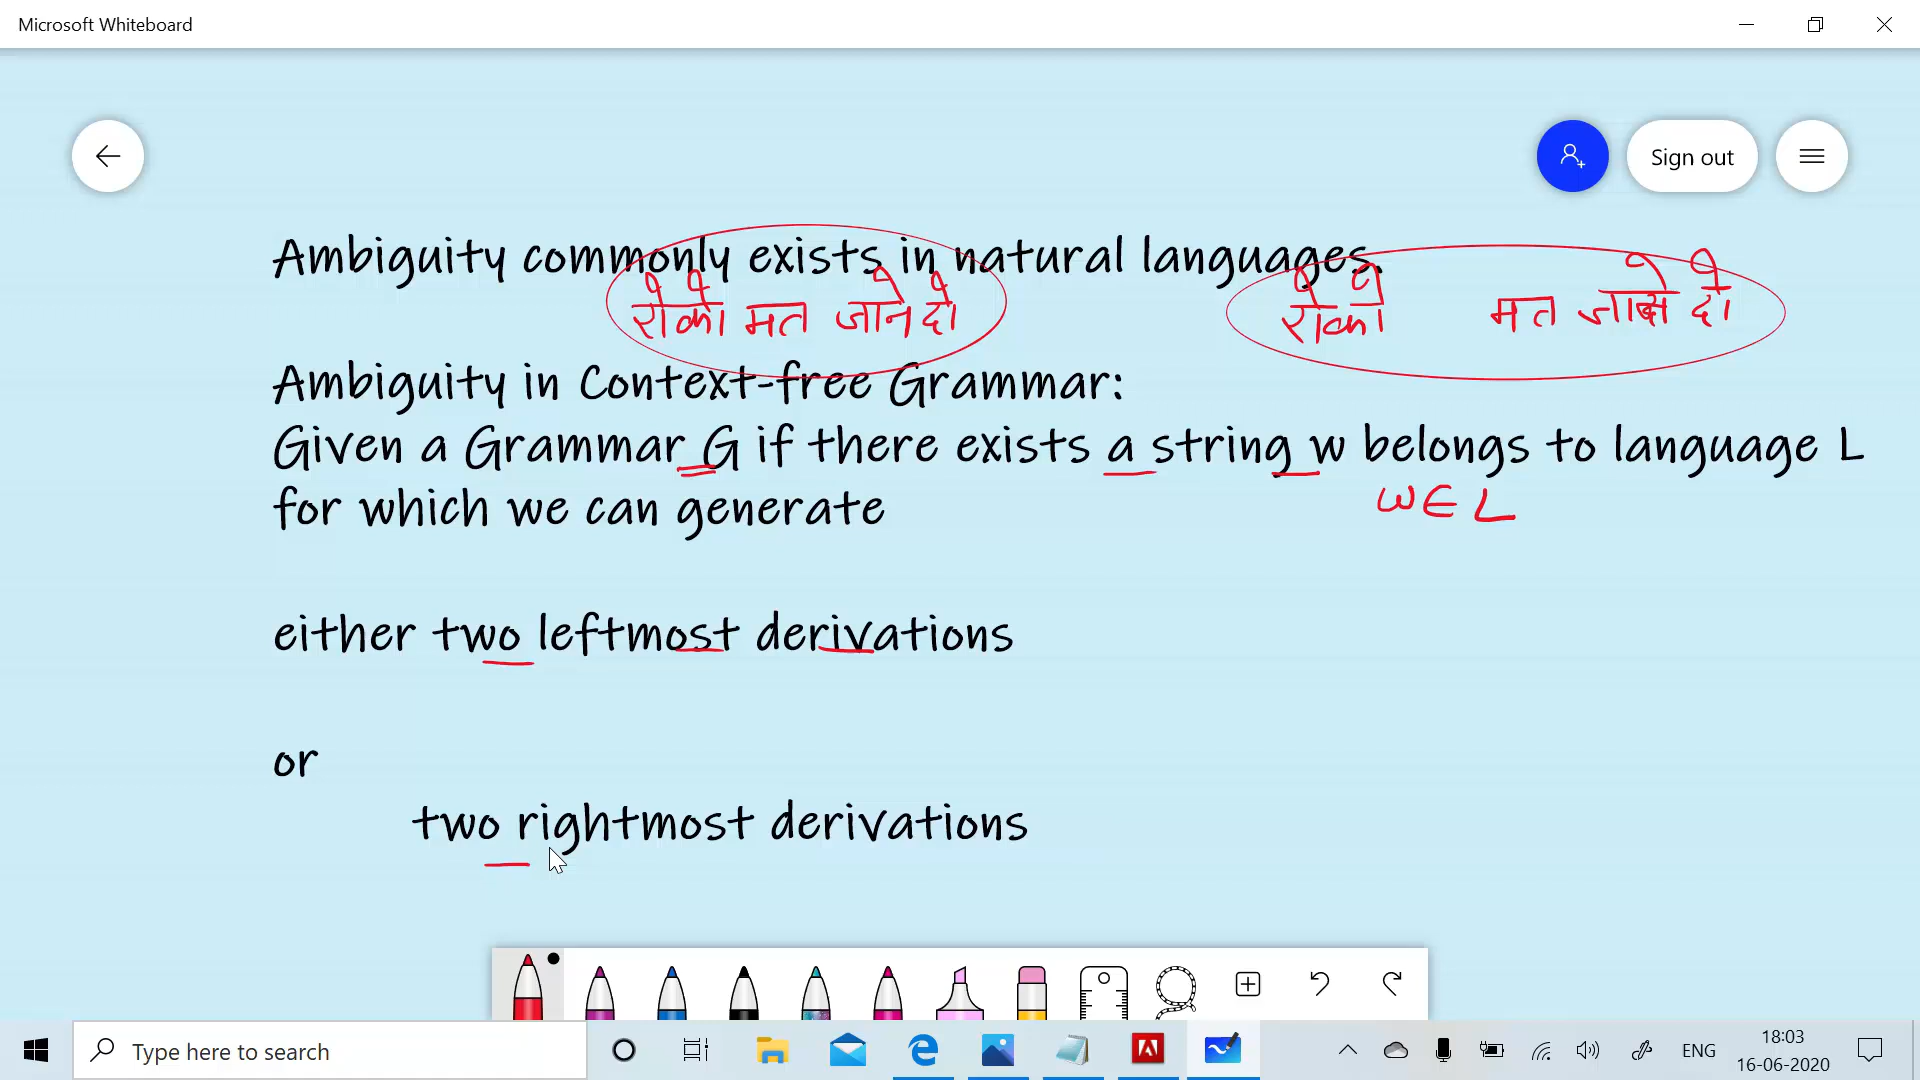 Microsoft Whiteboard
Sign out
Ambiguity commonly exists in natural languages.
रोको मत जाने दो
रोको मत जाने दो
Ambiguity in Context-free Grammar:
Given a Grammar G if there exists a string w belongs to language L
for which we can generate
w ∈ L
either two leftmost derivations
or
two rightmost derivations
Type here to search
ENG
18:03
16-06-2020